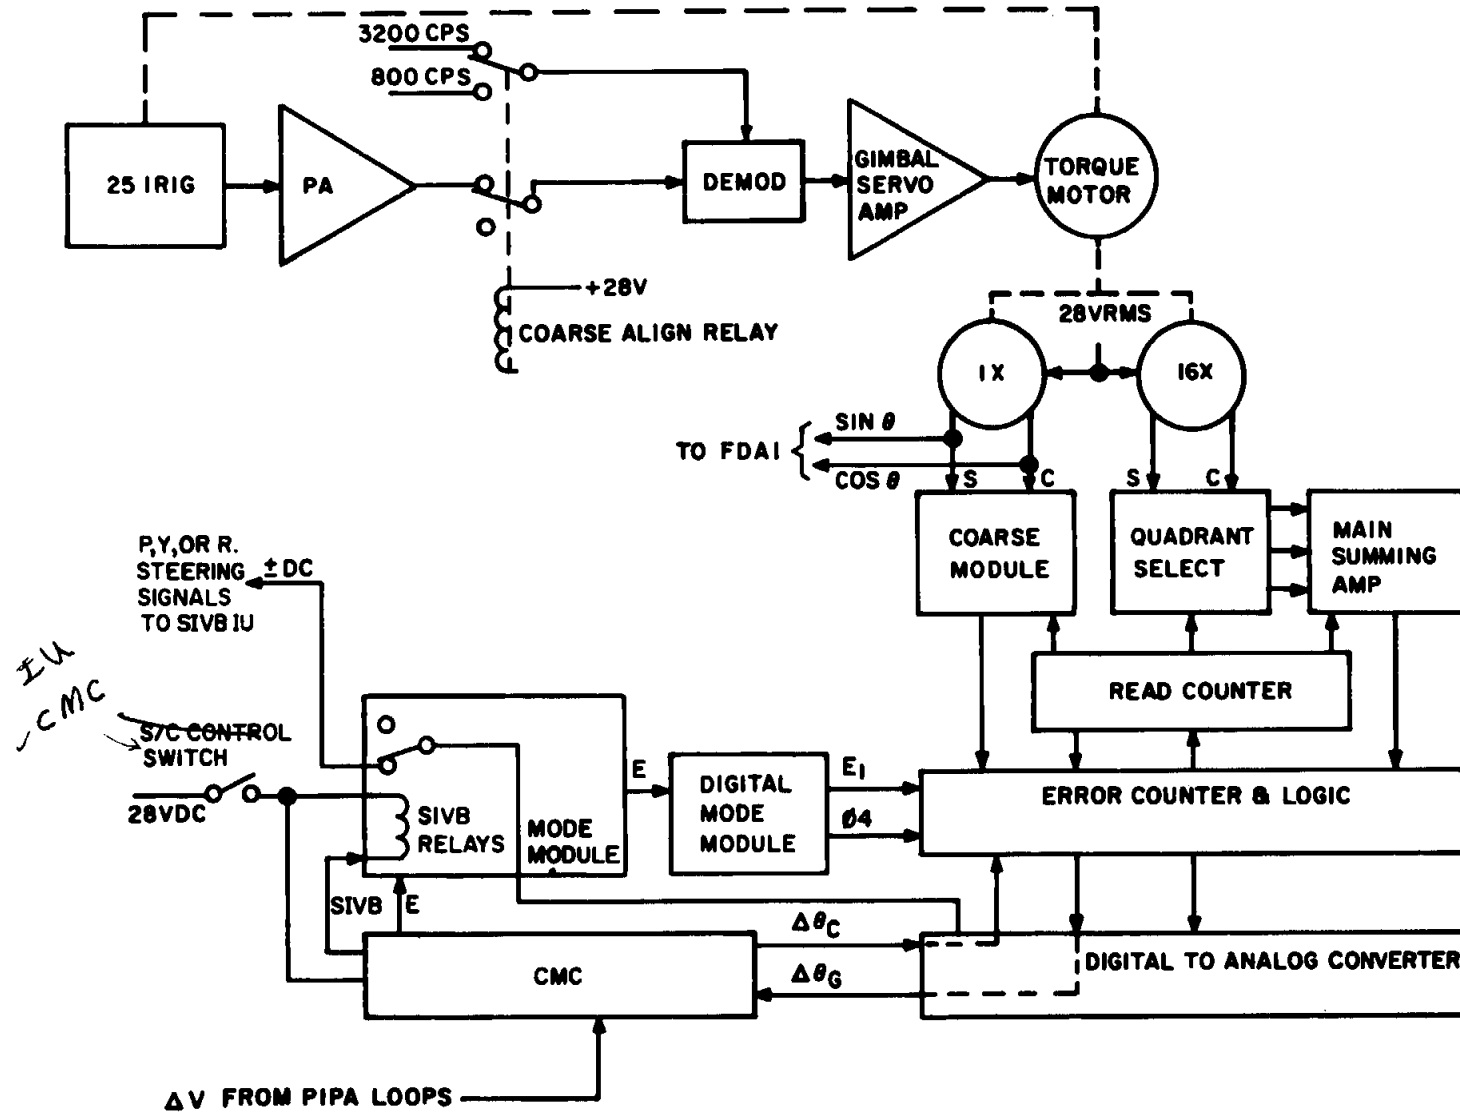 3200 CPS
800 CPS
25 IRIG
PA
DEMOD
GIMBAL
SERVO
AMP
TORQUE
MOTOR
+28V
COARSE ALIGN RELAY
28VRMS
1X
16X
SIN θ
TO FDAI
COS θ
S
C
S
C
COARSE
MODULE
QUADRANT
SELECT
MAIN
SUMMING
AMP
P,Y,OR R.
STEERING
SIGNALS
TO SIVB IU
± DC
READ COUNTER
IU
CMC
S/C CONTROL
SWITCH
28VDC
SIVB
RELAYS
MODE
MODULE
E
DIGITAL
MODE
MODULE
E1
Ø4
ERROR COUNTER & LOGIC
SIVB
E
CMC
ΔθC
ΔθG
DIGITAL TO ANALOG CONVERTER
ΔV FROM PIPA LOOPS